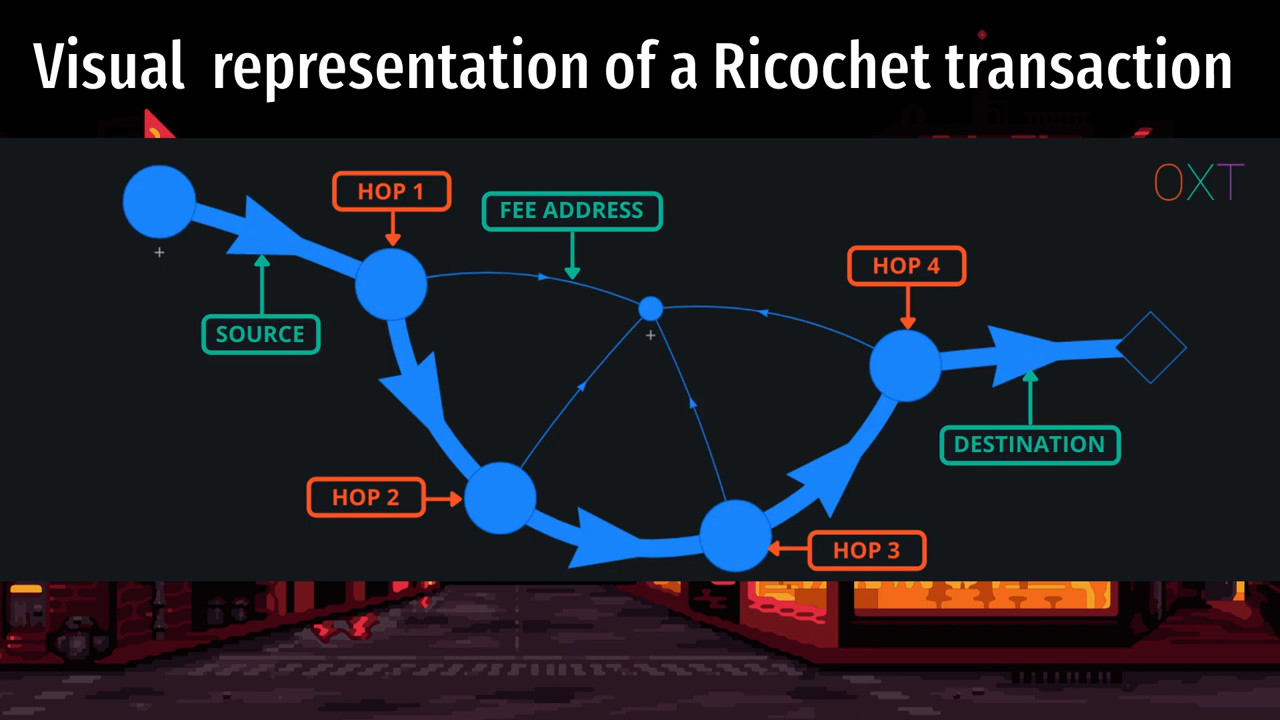 Visual  representation of a Ricochet transaction
OXT
HOP 1
FEE ADDRESS
HOP 4
+
SOURCE
+
DESTINATION
HOP 2
HOP 3